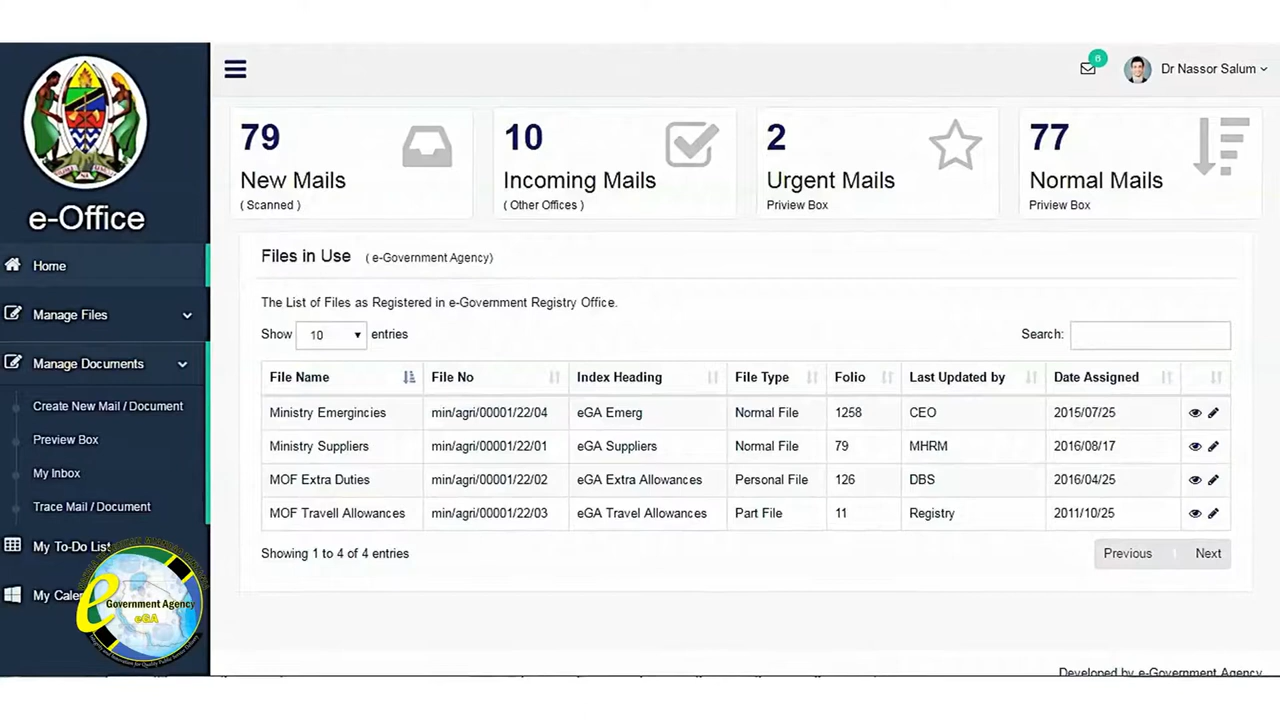 6
Dr Nassor Salum
79
New Mails
( Scanned )
10
Incoming Mails
( Other Offices )
2
Urgent Mails
Priview Box
77
Normal Mails
Priview Box
e-Office
Home
Manage Files
Manage Documents
Create New Mail / Document
Preview Box
My Inbox
Trace Mail / Document
My To-Do List
My
Government Agency
eGA
Files in Use ( e-Government Agency)
The List of Files as Registered in e-Government Registry Office.
Show 10 entries
Search:
File Name File No Index Heading File Type Folio Last Updated by Date Assigned
Ministry Emergincies min/agri/00001/22/04 eGA Emerg Normal File 1258 CEO 2015/07/25
Ministry Suppliers min/agri/00001/22/01 eGA Suppliers Normal File 79 MHRM 2016/08/17
MOF Extra Duties min/agri/00001/22/02 eGA Extra Allowances Personal File 126 DBS 2016/04/25
MOF Travell Allowances min/agri/00001/22/03 eGA Travel Allowances Part File 11 Registry 2011/10/25
Showing 1 to 4 of 4 entries
Previous Next
Developed by e-Government Agency